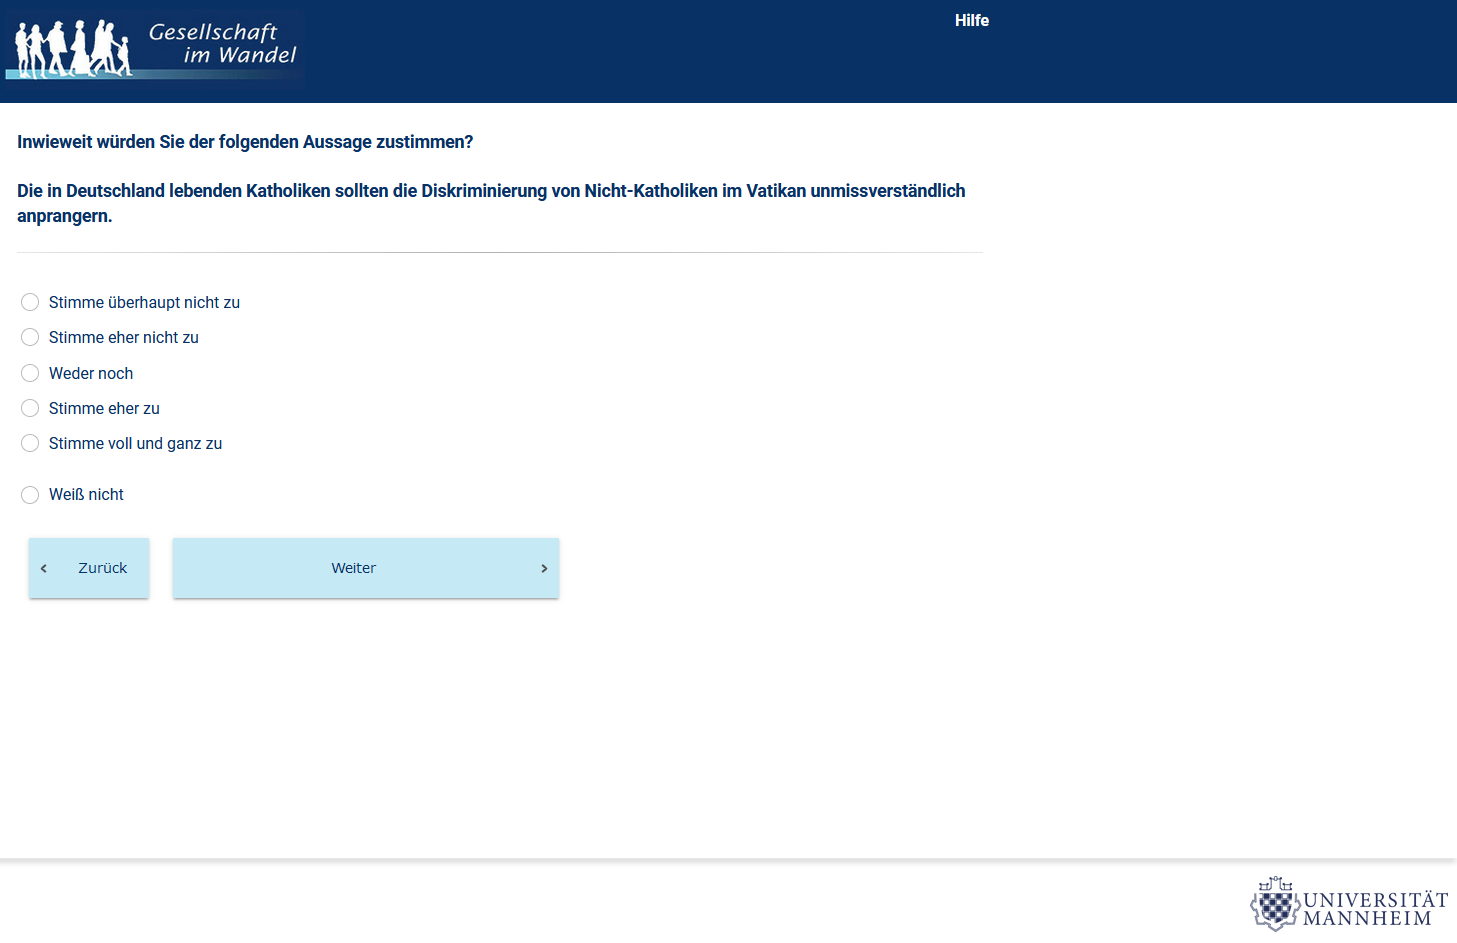 Gesellschaft
im Wandel
Hilfe
Inwieweit würden Sie der folgenden Aussage zustimmen?
Die in Deutschland lebenden Katholiken sollten die Diskriminierung von Nicht-Katholiken im Vatikan unmissverständlich
anprangern.
Stimme überhaupt nicht zu
Stimme eher nicht zu
Weder noch
Stimme eher zu
Stimme voll und ganz zu
Weiß nicht
Zurück
Weiter
UNIVERSITÄT
MANNHEIM